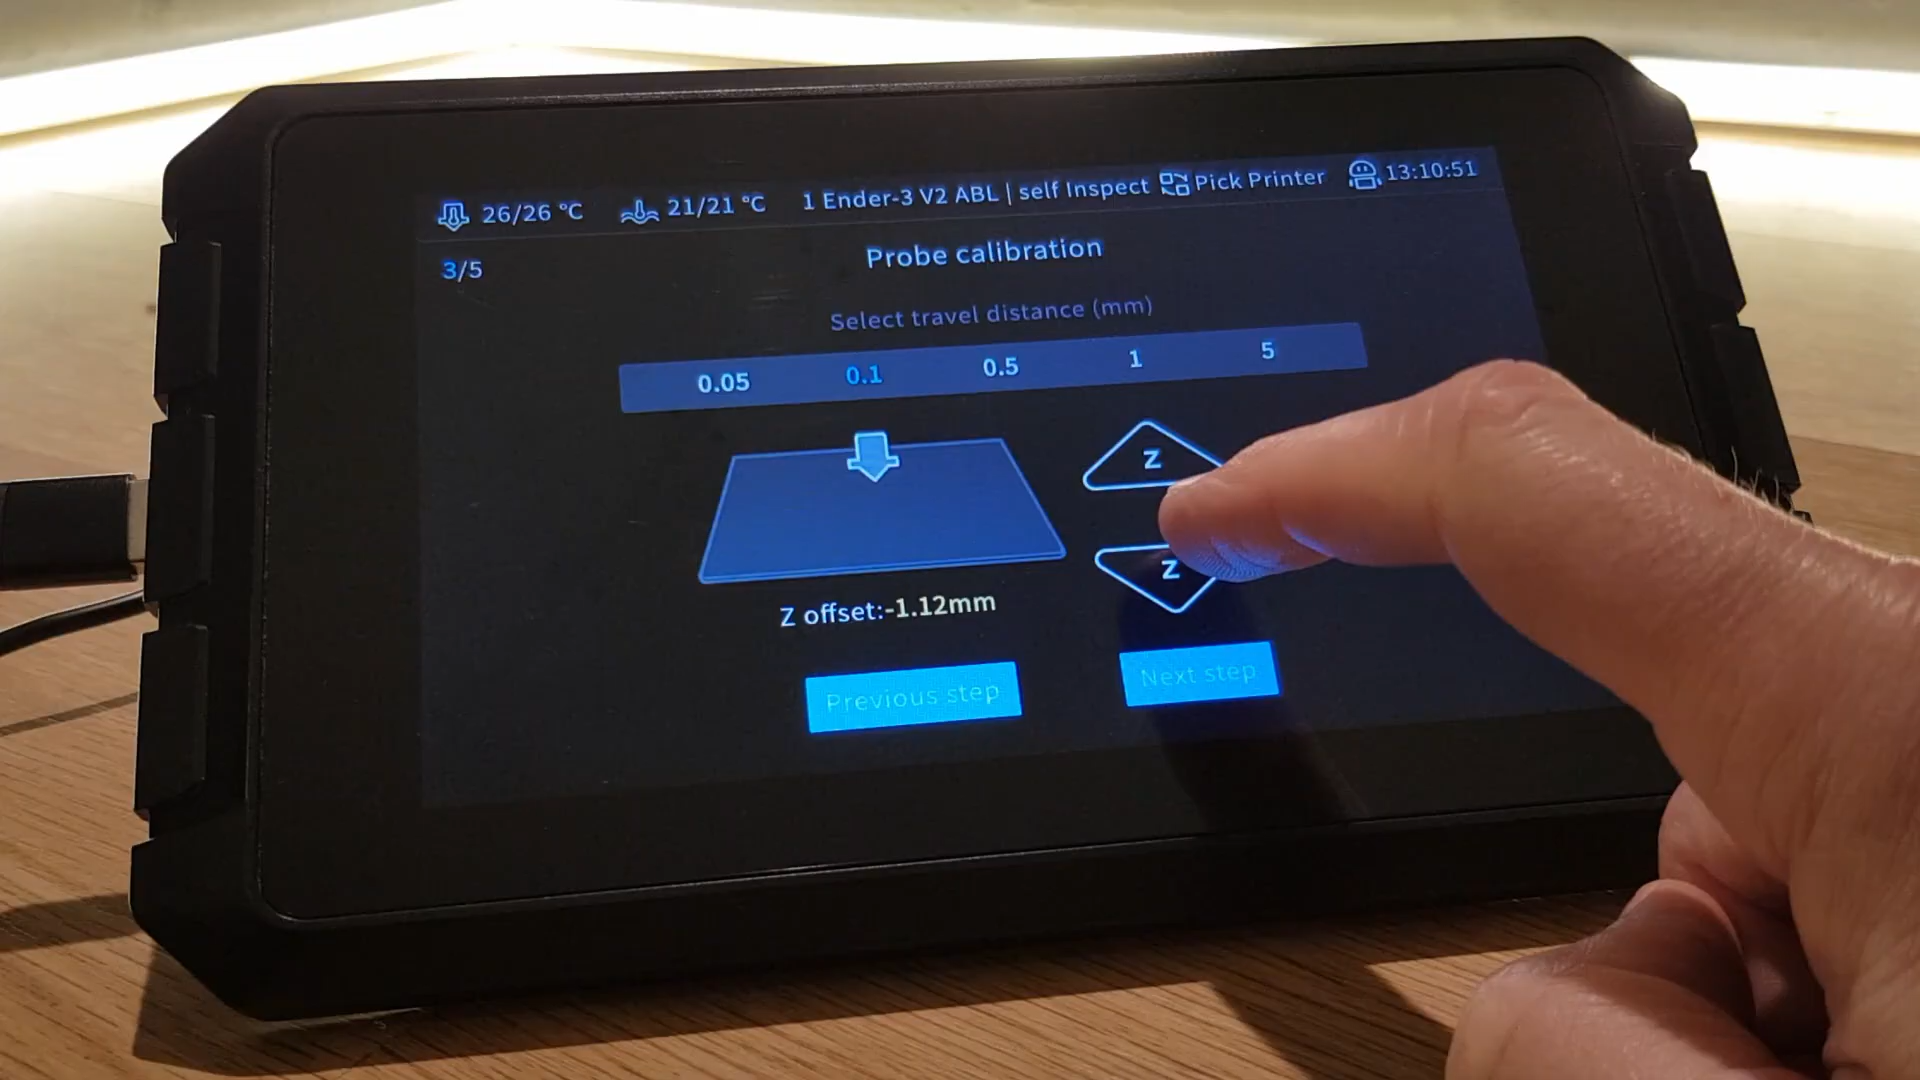 26/26 °C 21/21 °C 1 Ender-3 V2 ABL | self Inspect Pick Printer 13:10:51
3/5
Probe calibration
Select travel distance (mm)
0.05 0.1 0.5 1 5
Z
Z
Z offset:-1.12mm
Previous step Next step